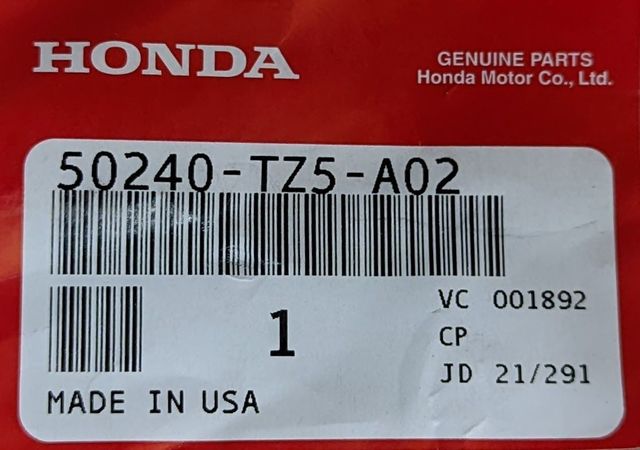 HONDA
GENUINE PARTS
Honda Motor Co., Ltd.
50240-TZ5-A02
1
VC 001892
CP
JD 21/291
MADE IN USA